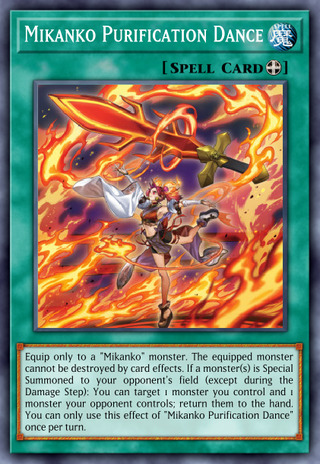 Mikanko Purification Dance 魔
[Spell Card]
Equip only to a "Mikanko" monster. The equipped monster
cannot be destroyed by card effects. If a monster(s) is Special
Summoned to your opponent's field (except during the
Damage Step): You can target 1 monster you control and 1
monster your opponent controls; return them to the hand.
You can only use this effect of "Mikanko Purification Dance"
once per turn.